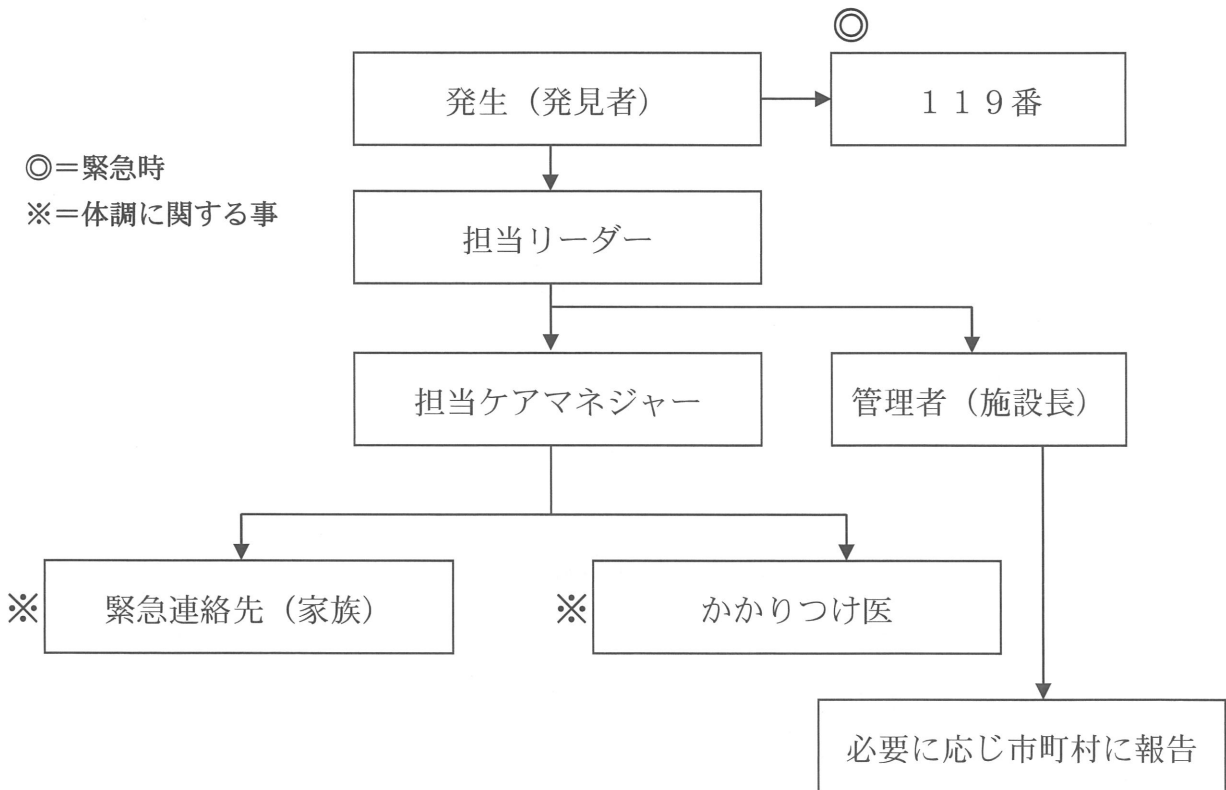 ◎
発生（発見者）
１１９番
◎＝緊急時
※＝体調に関する事
担当リーダー
担当ケアマネジャー
管理者（施設長）
※
緊急連絡先（家族）
※
かかりつけ医
必要に応じ市町村に報告